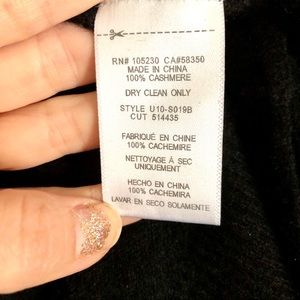 RN# 105230 CA#58350
MADE IN CHINA
100% CASHMERE
DRY CLEAN ONLY
STYLE U10-S019B
CUT 514435
FABRIQUÉ EN CHINE
100% CACHEMIRE
NETTOYAGE À SEC
UNIQUEMENT
HECHO EN CHINA
100% CACHEMIRA
LAVAR EN SECO SOLAMENTE